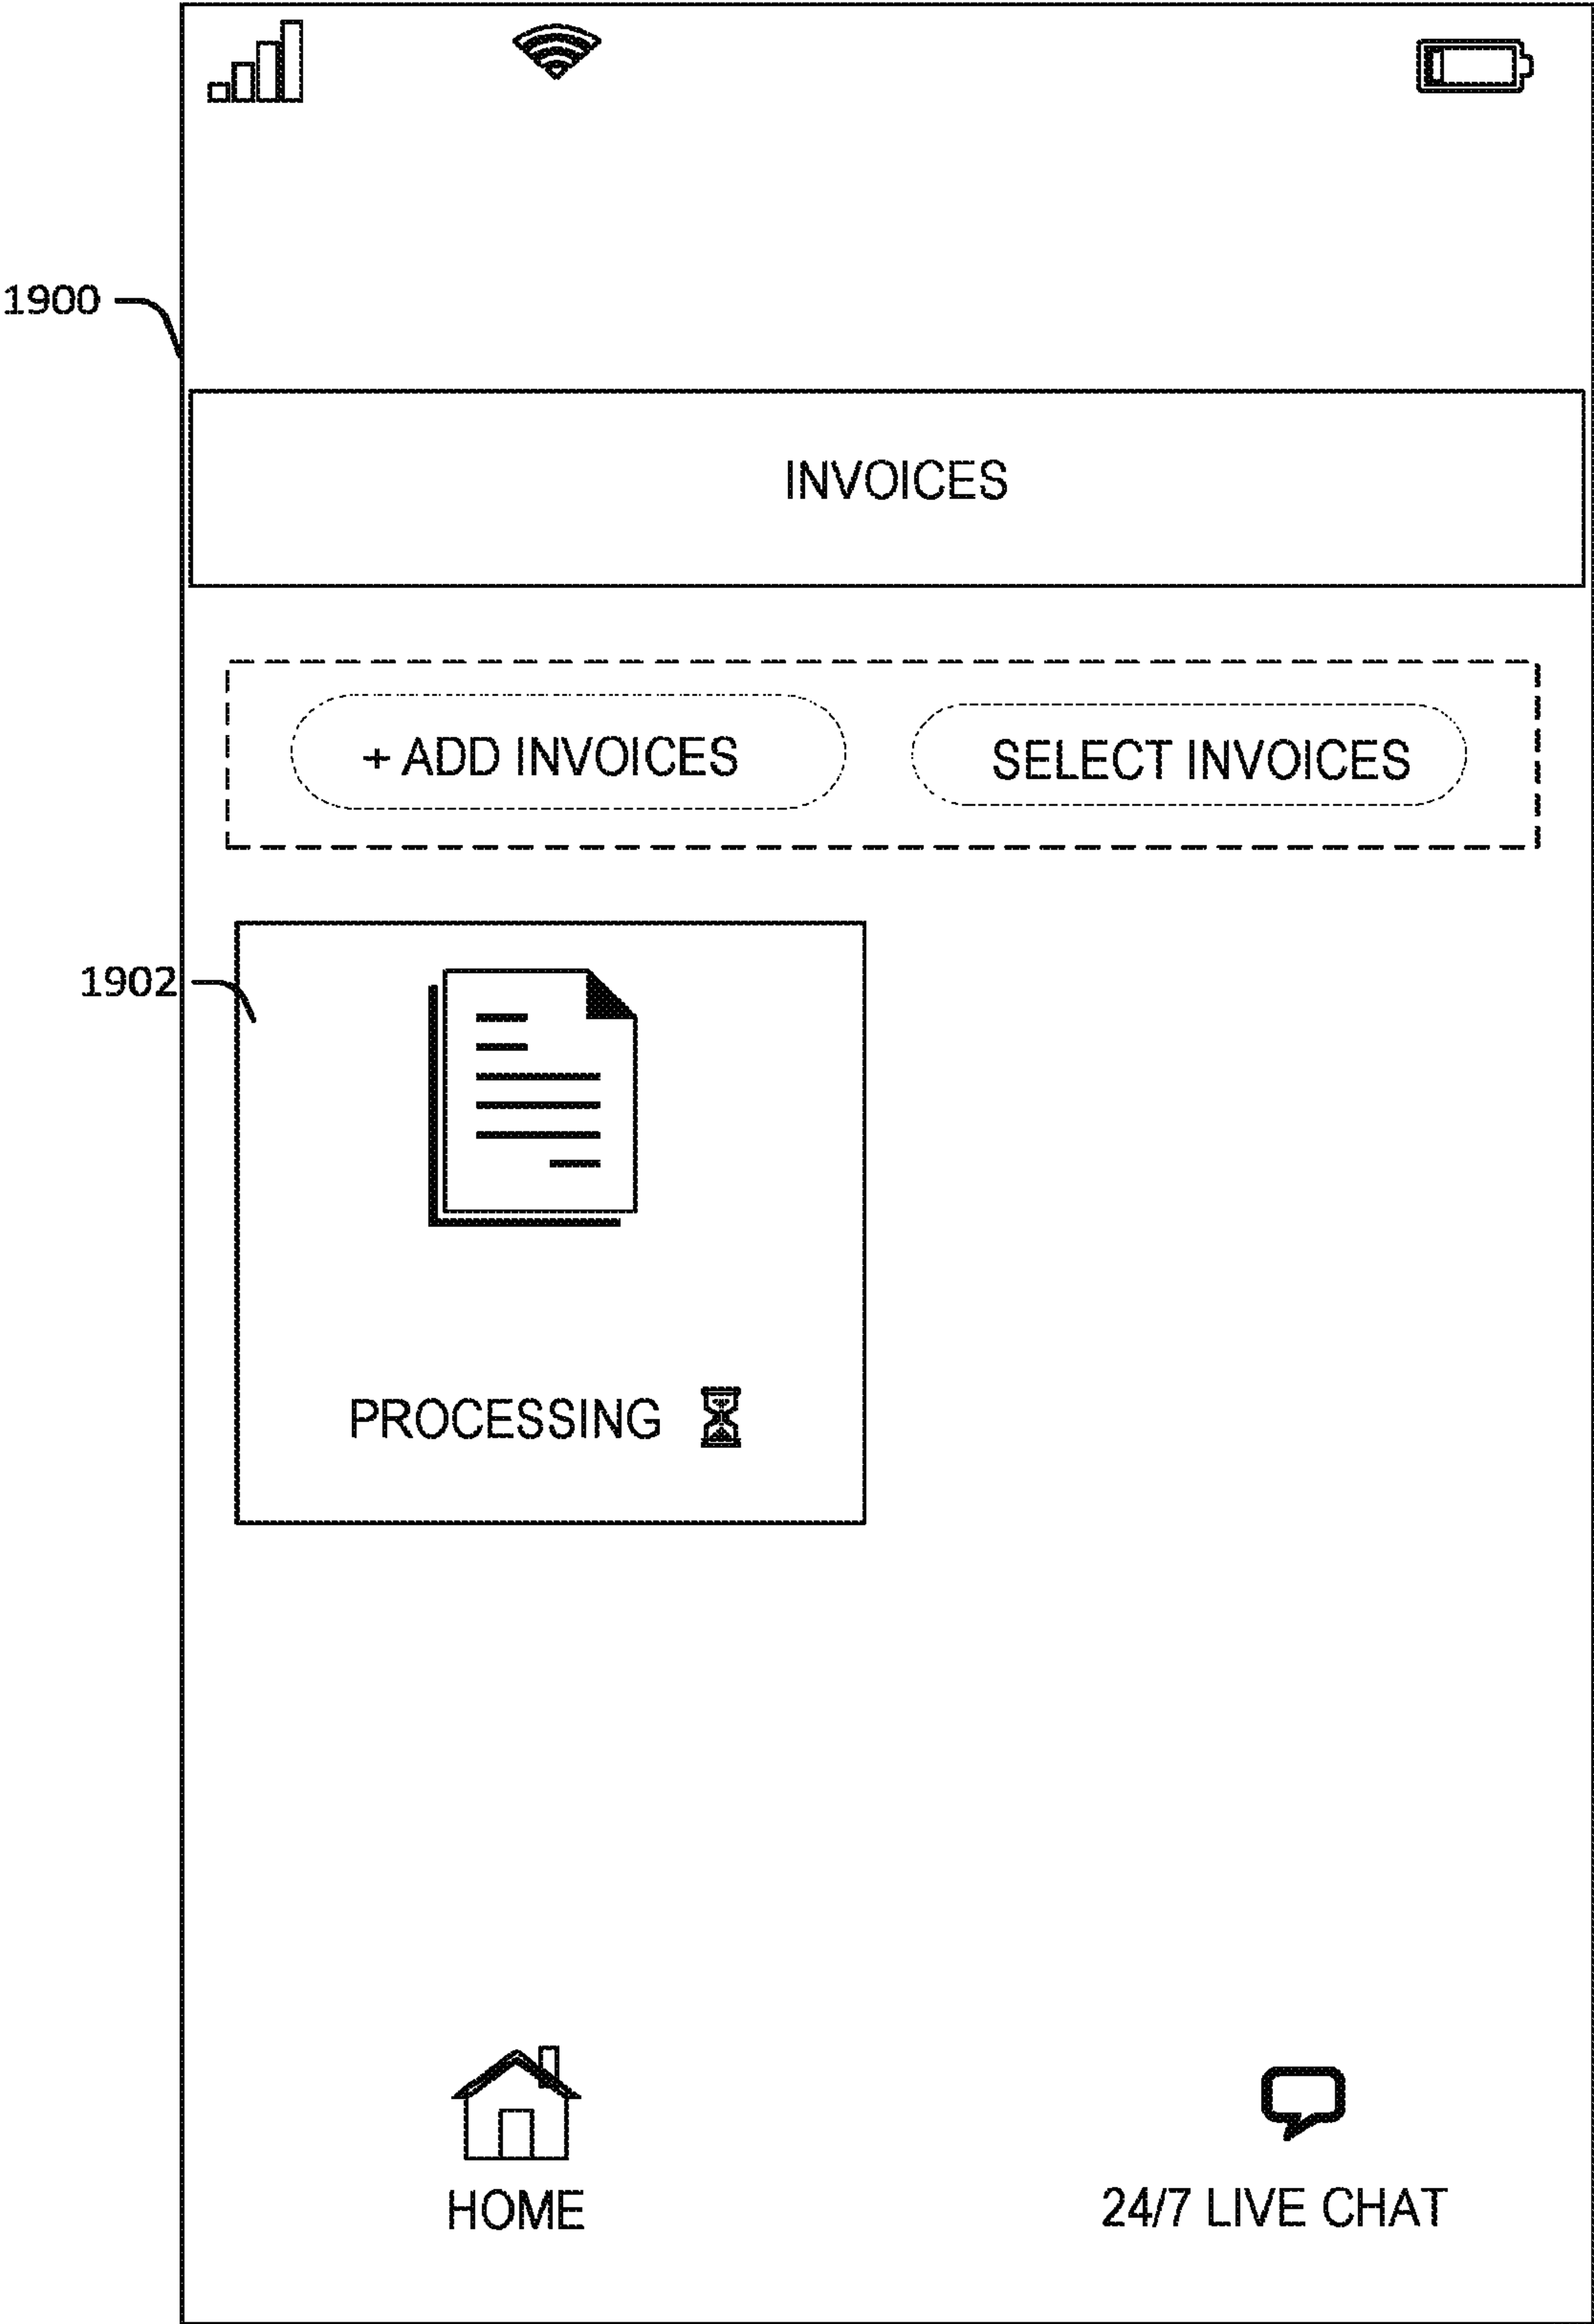 1900
INVOICES
+ ADD INVOICES
SELECT INVOICES
1902
PROCESSING
HOME
24/7 LIVE CHAT